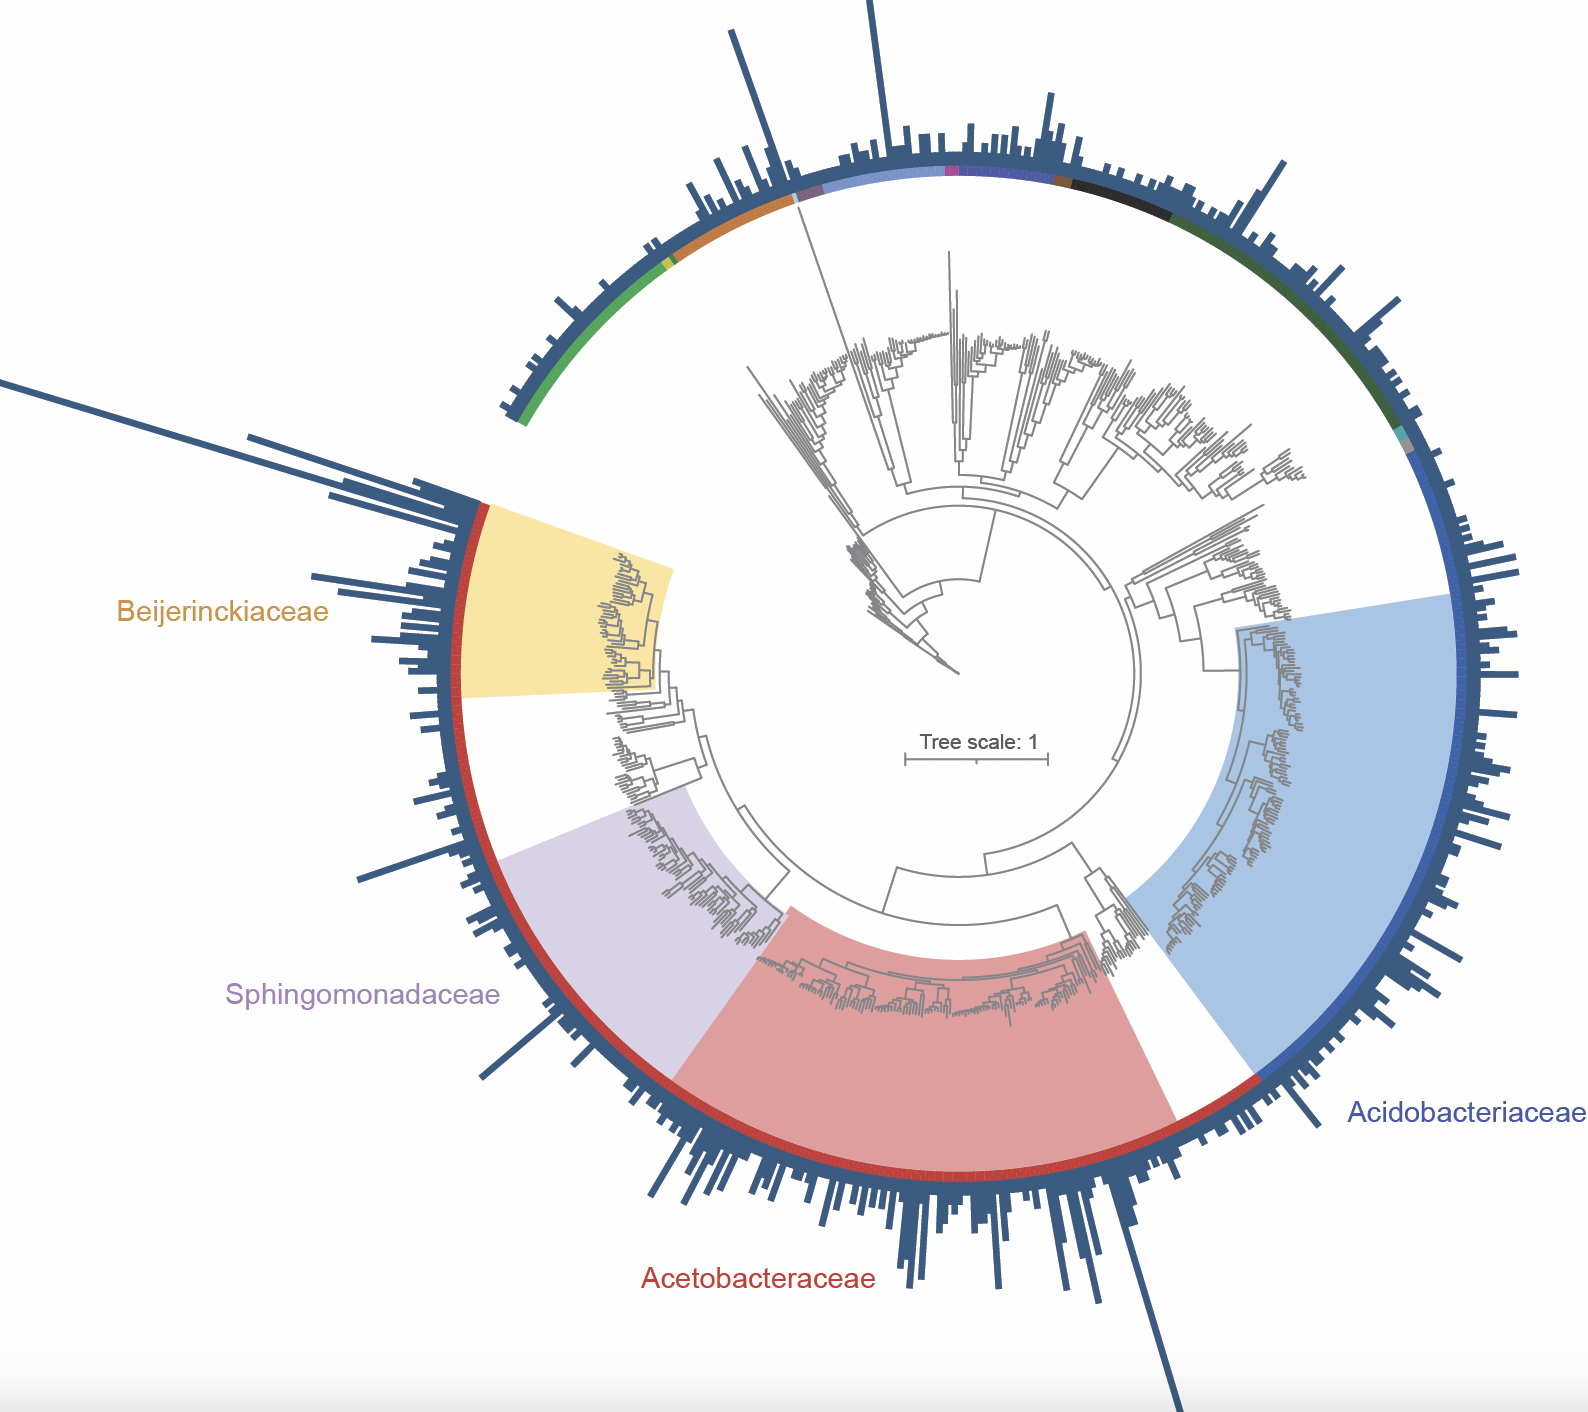 Beijerinckiaceae
Tree scale: 1
Sphingomonadaceae
Acidobacteriaceae
Acetobacteraceae